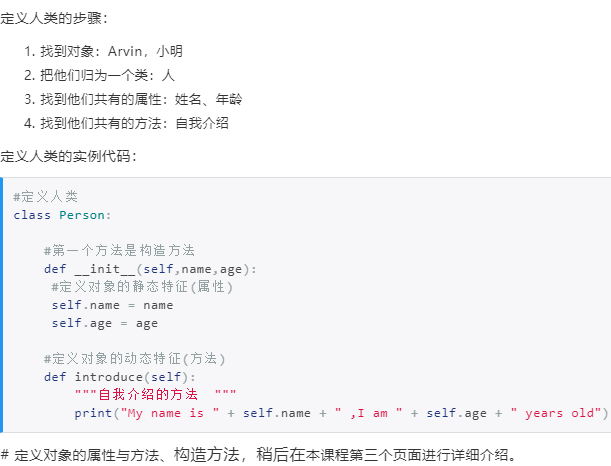 定义人类的步骤：
1. 找到对象：Arvin，小明
2. 把他们归为一个类：人
3. 找到他们共有的属性：姓名、年龄
4. 找到他们共有的方法：自我介绍
定义人类的实例代码：
#定义人类
class Person:
#第一个方法是构造方法
def __init__(self,name,age):
#定义对象的静态特征(属性)
self.name = name
self.age = age
#定义对象的动态特征(方法)
def introduce(self):
"""自我介绍的方法 """
print("My name is " + self.name + " ,I am " + self.age + " years old")
# 定义对象的属性与方法、构造方法，稍后在本课程第三个页面进行详细介绍。